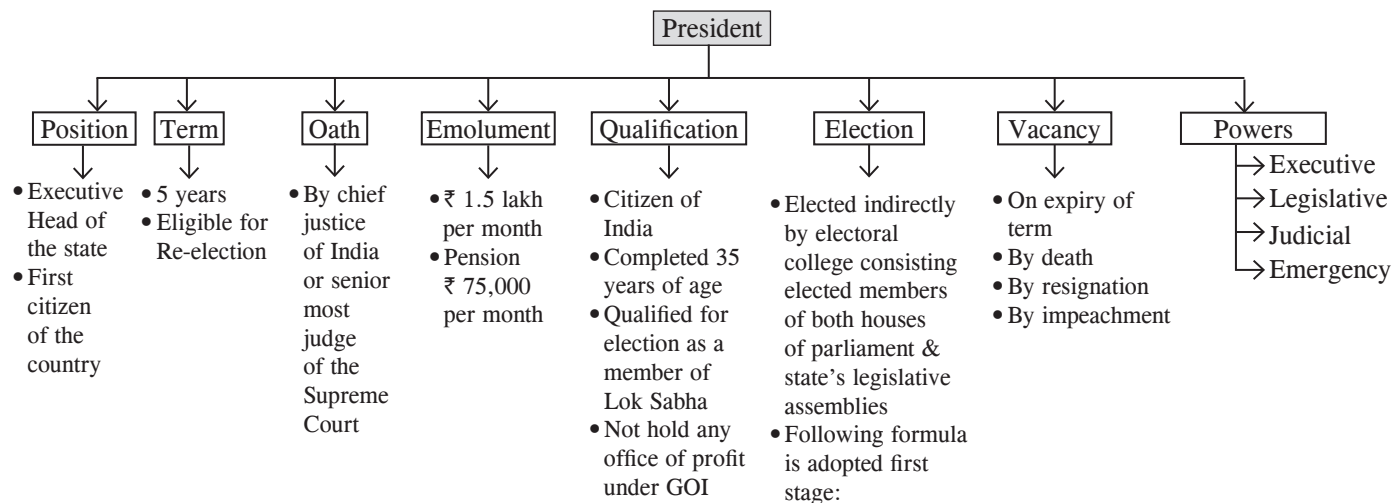 President
Position
Term
Oath
Emolument
Qualification
Election
Vacancy
Powers
• Executive
Head of
the state
• First
citizen
of the
country
• 5 years
• Eligible for
Re-election
• By chief
justice
of India
or senior
most
judge
of the
Supreme
Court
• ₹ 1.5 lakh
per month
• Pension
₹ 75,000
per month
• Citizen of
India
• Completed 35
years of age
• Qualified for
election as a
member of
Lok Sabha
• Not hold any
office of profit
under GOI
• Elected indirectly
by electoral
college consisting
elected members
of both houses
of parliament &
state's legislative
assemblies
• Following formula
is adopted first
stage:
• On expiry of
term
• By death
• By resignation
• By impeachment
Executive
Legislative
Judicial
Emergency